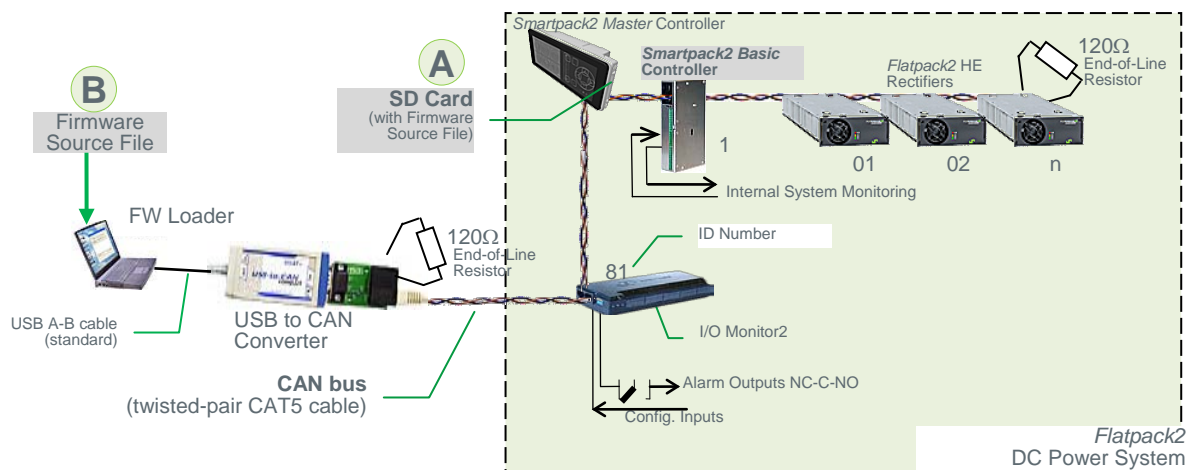 Smartpack2 Master Controller
A
SD Card
(with Firmware
Source File)
Smartpack2 Basic
Controller
Flatpack2 HE
Rectifiers
120Ω
End-of-Line
Resistor
B
Firmware
Source File
1
01
02
n
Internal System Monitoring
FW Loader
120Ω
End-of-Line
Resistor
ID Number
81
USB-to-CAN
USB A-B cable
(standard)
USB to CAN
Converter
I/O Monitor2
CAN bus
(twisted-pair CAT5 cable)
Alarm Outputs NC-C-NO
Config. Inputs
Flatpack2
DC Power System